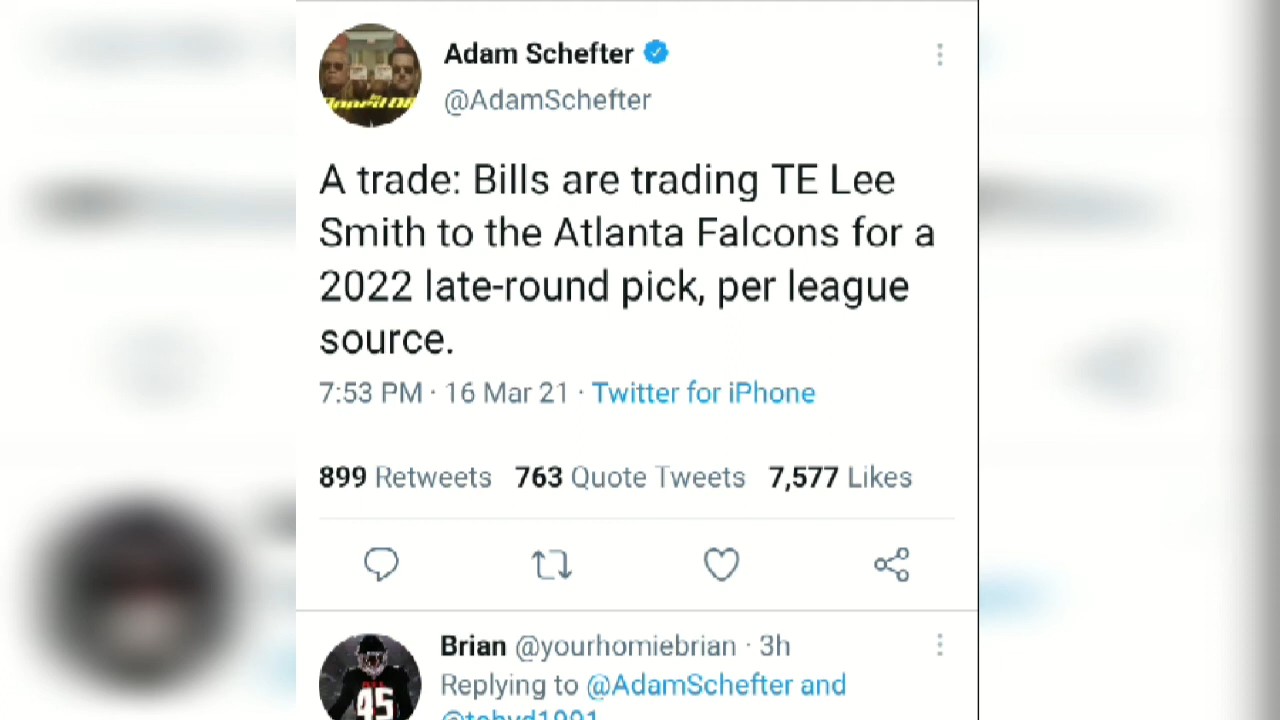 Adam Schefter
@AdamSchefter
A trade: Bills are trading TE Lee
Smith to the Atlanta Falcons for a
2022 late-round pick, per league
source.
7:53 PM · 16 Mar 21 · Twitter for iPhone
899 Retweets 763 Quote Tweets 7,577 Likes
Brian @yourhomiebrian · 3h
Replying to @AdamSchefter and
45